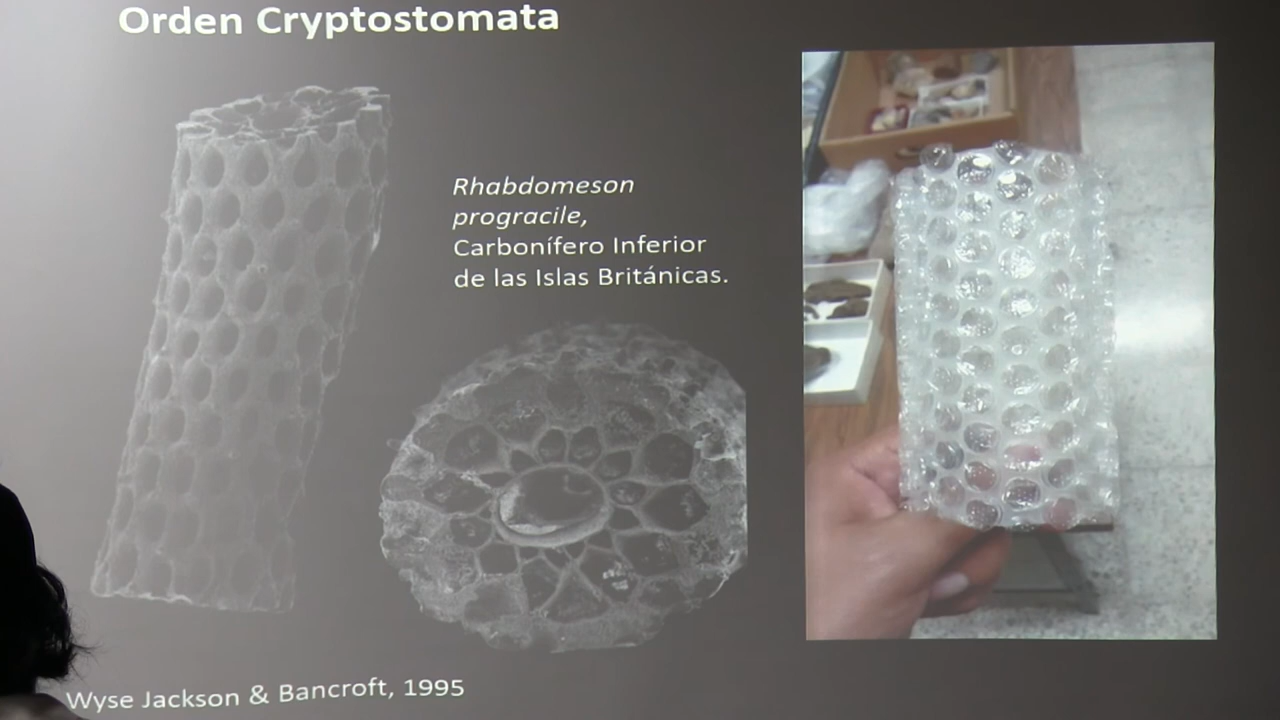 Orden Cryptostomata
Rhabdomeson
progracile,
Carbonífero Inferior
de las Islas Británicas.
Wyse Jackson & Bancroft, 1995